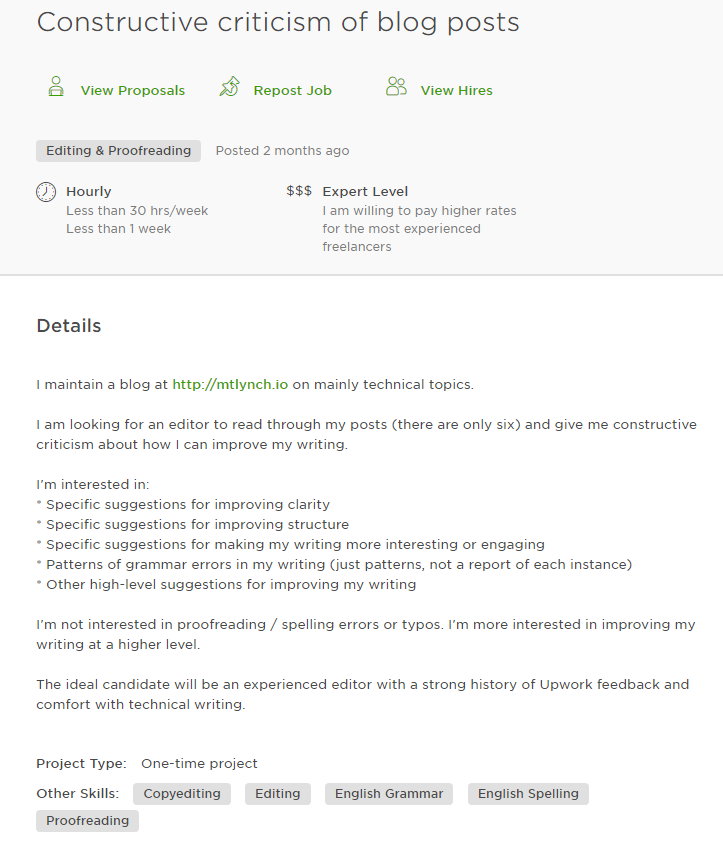 Constructive criticism of blog posts
View Proposals Repost Job View Hires
Editing & Proofreading Posted 2 months ago
Hourly $$$ Expert Level
Less than 30 hrs/week I am willing to pay higher rates
Less than 1 week for the most experienced
freelancers
Details
I maintain a blog at http://mtlynch.io on mainly technical topics.
I am looking for an editor to read through my posts (there are only six) and give me constructive
criticism about how I can improve my writing.
I'm interested in:
* Specific suggestions for improving clarity
* Specific suggestions for improving structure
* Specific suggestions for making my writing more interesting or engaging
* Patterns of grammar errors in my writing (just patterns, not a report of each instance)
* Other high-level suggestions for improving my writing
I'm not interested in proofreading / spelling errors or typos. I'm more interested in improving my
writing at a higher level.
The ideal candidate will be an experienced editor with a strong history of Upwork feedback and
comfort with technical writing.
Project Type: One-time project
Other Skills: Copyediting Editing English Grammar English Spelling
Proofreading